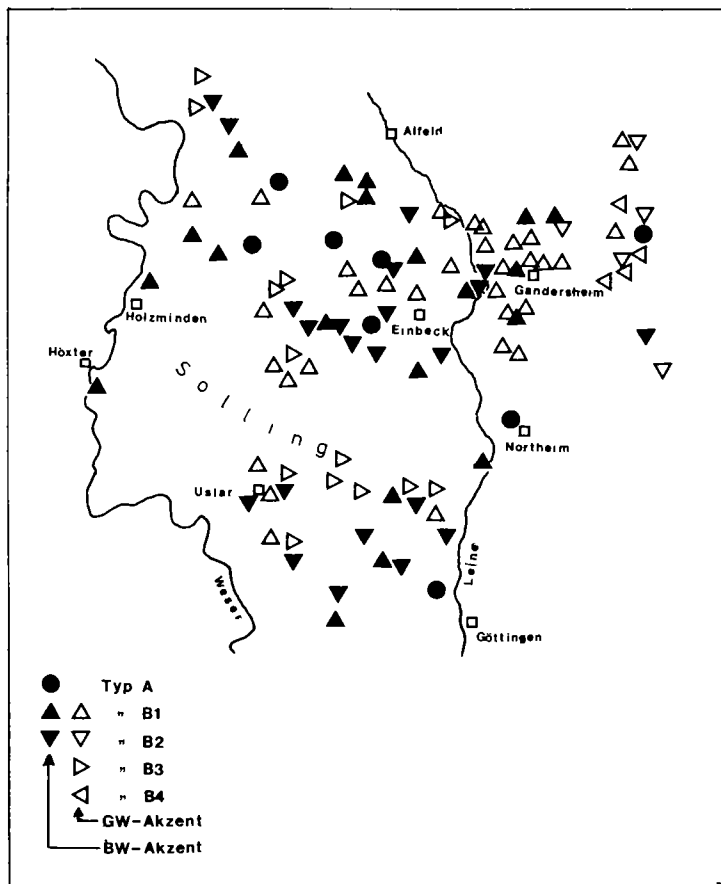 Alfeld
Gandersheim
Holzminden
Einbeck
Höxter
Solling
Northeim
Uslar
Leine
Weser
Göttingen
Typ A
" B1
" B2
" B3
" B4
GW-Akzent
BW-Akzent